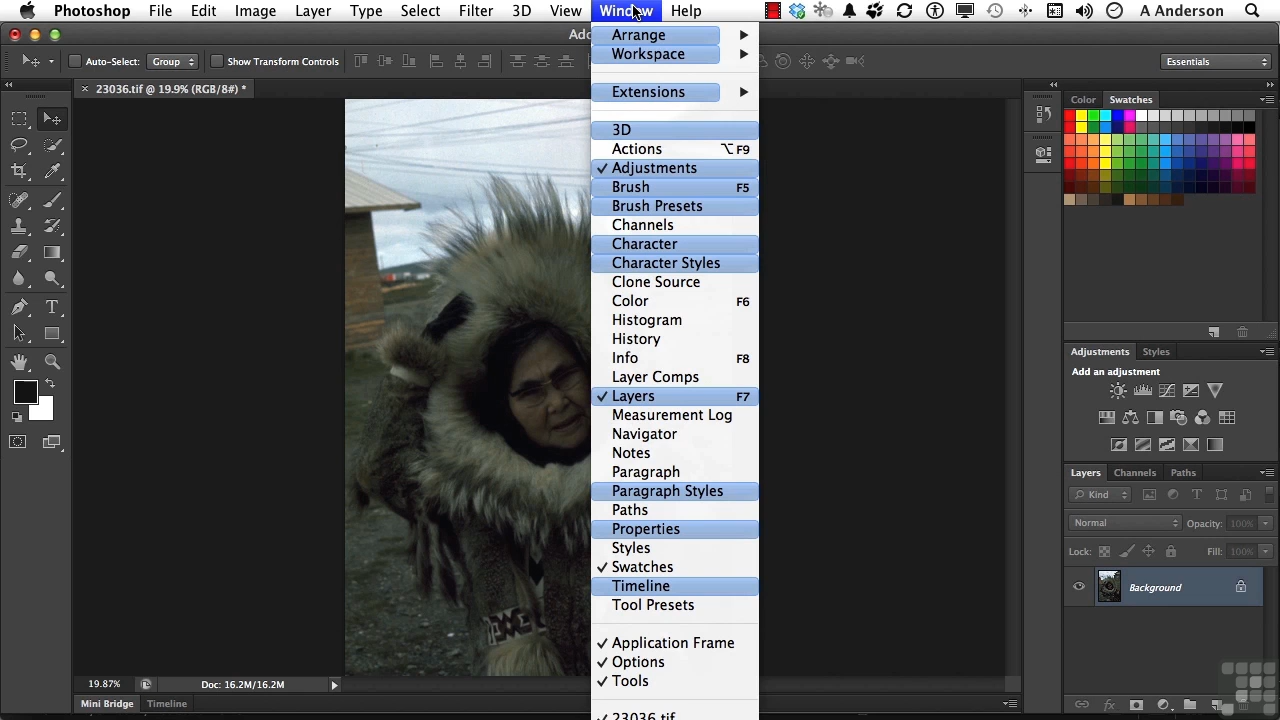 Photoshop File Edit Image Layer Type Select Filter 3D View Window Help A Anderson
Ado
Auto-Select: Group Show Transform Controls Essentials
× 23036.tif @ 19.9% (RGB/8#) *
Arrange
Workspace
Extensions
3D
Actions ⌥F9
✓ Adjustments
Brush F5
Brush Presets
Channels
Character
Character Styles
Clone Source
Color F6
Histogram
History
Info F8
Layer Comps
✓ Layers F7
Measurement Log
Navigator
Notes
Paragraph
Paragraph Styles
Paths
Properties
Styles
✓ Swatches
Timeline
Tool Presets
✓ Application Frame
✓ Options
✓ Tools
✓ 23036.tif
Color Swatches
Adjustments Styles
Add an adjustment
Layers Channels Paths
Kind
Normal Opacity: 100%
Lock: Fill: 100%
Background
19.87% Doc: 16.2M/16.2M
Mini Bridge Timeline